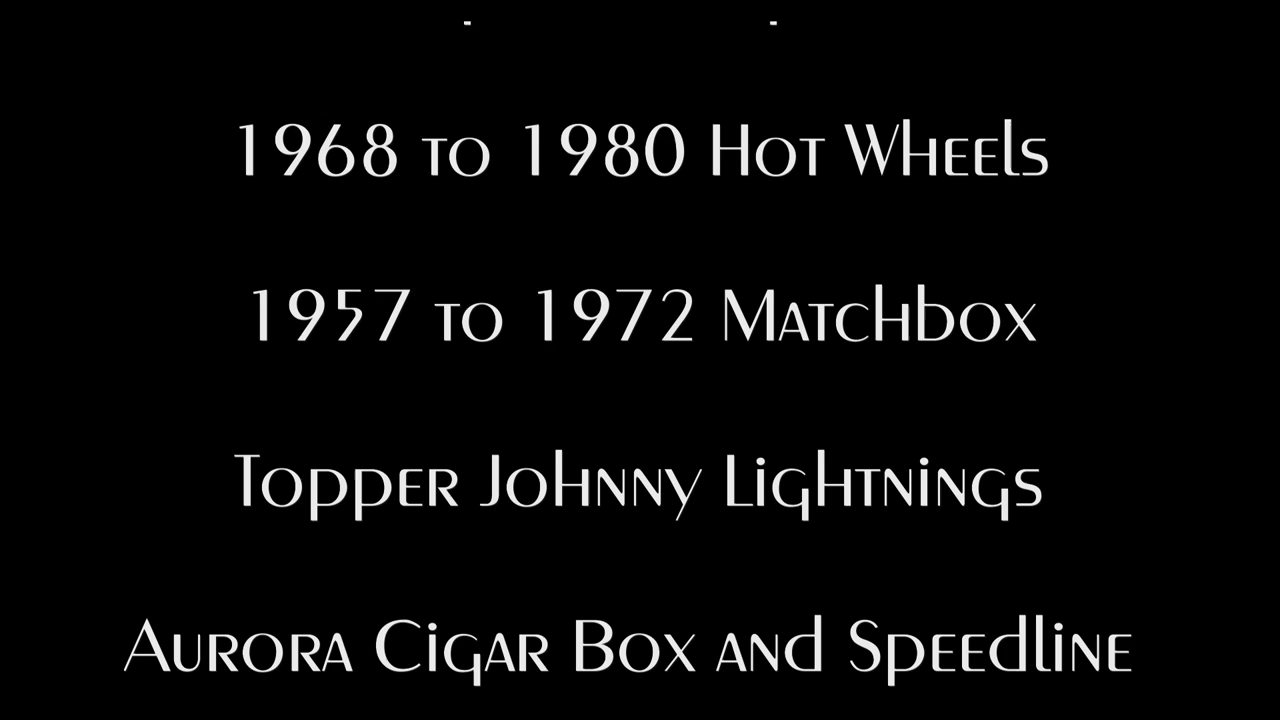 1968 to 1980 Hot Wheels
1957 to 1972 Matchbox
Topper Johnny Lightnings
Aurora Cigar Box and Speedline